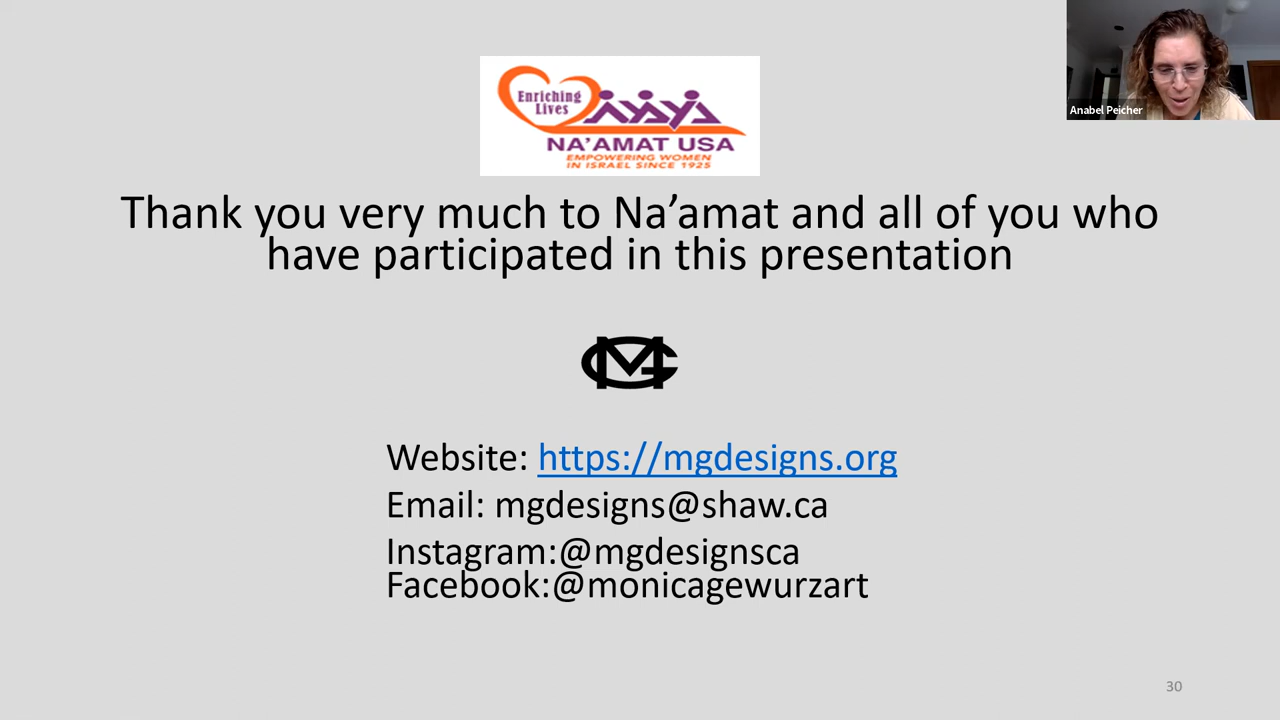 Anabel Peicher
Enriching
Lives
NA'AMAT USA
EMPOWERING WOMEN
IN ISRAEL SINCE 1925
Thank you very much to Na’amat and all of you who
have participated in this presentation
MG
Website: https://mgdesigns.org
Email: mgdesigns@shaw.ca
Instagram:@mgdesignsca
Facebook:@monicagewurzart
30